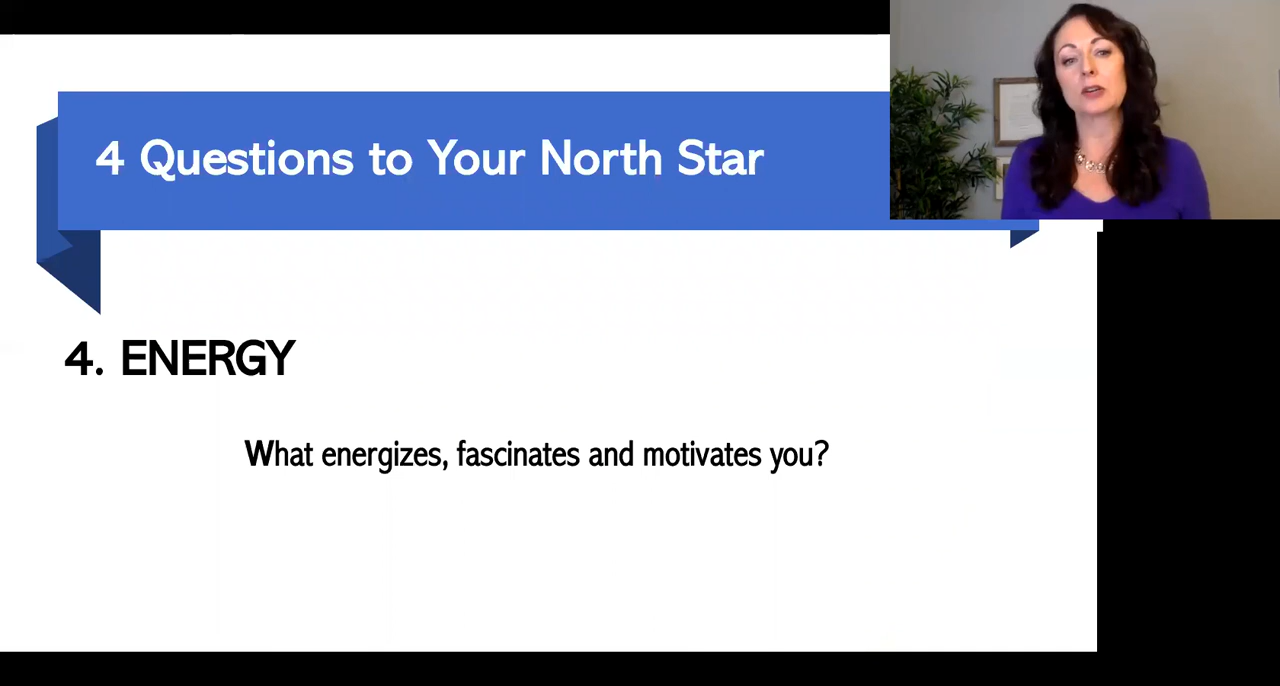 4 Questions to Your North Star
4. ENERGY
What energizes, fascinates and motivates you?